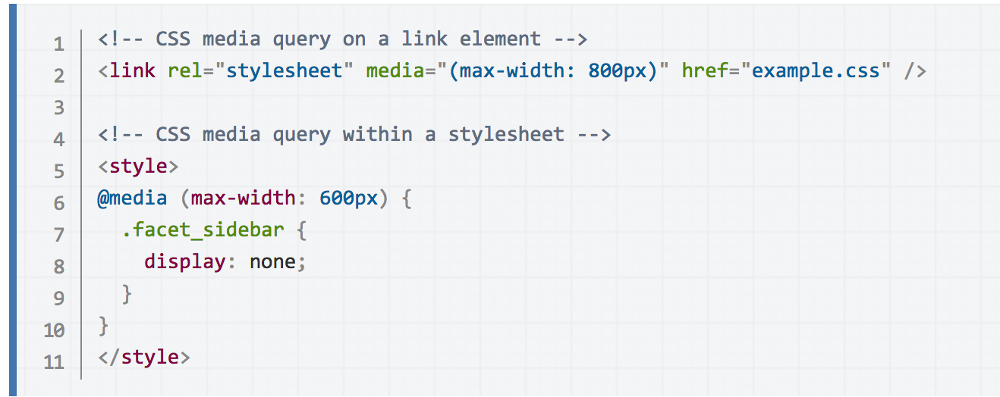 1 <!-- CSS media query on a link element -->
2 <link rel="stylesheet" media="(max-width: 800px)" href="example.css" />
3
4 <!-- CSS media query within a stylesheet -->
5 <style>
6 @media (max-width: 600px) {
7   .facet_sidebar {
8     display: none;
9   }
10 }
11 </style>